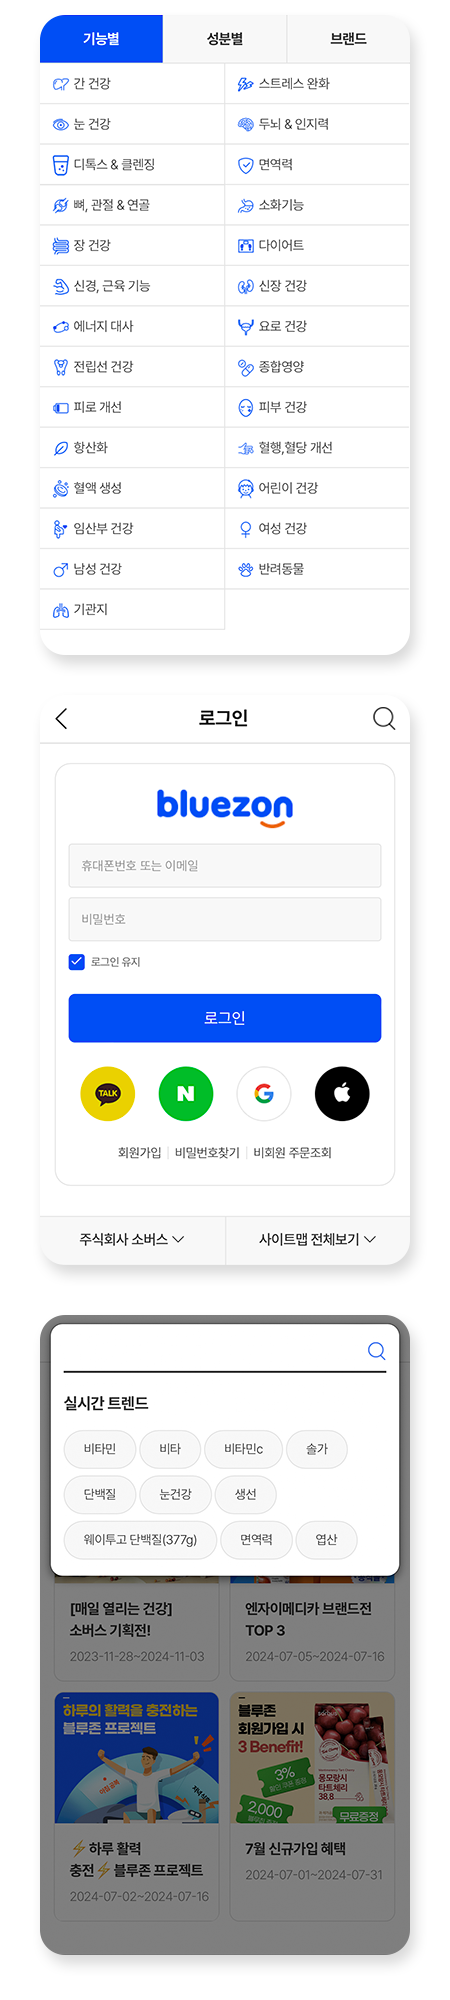 기능별 성분별 브랜드
간 건강 스트레스 완화
눈 건강 두뇌 & 인지력
디톡스 & 클렌징 면역력
뼈, 관절 & 연골 소화기능
장 건강 다이어트
신경, 근육 기능 신장 건강
에너지 대사 요로 건강
전립선 건강 종합영양
피로 개선 피부 건강
항산화 혈행,혈당 개선
혈액 생성 어린이 건강
임산부 건강 여성 건강
남성 건강 반려동물
기관지
로그인
bluezon
휴대폰번호 또는 이메일
비밀번호
로그인 유지
로그인
TALK N G
회원가입 | 비밀번호찾기 | 비회원 주문조회
주식회사 소버스 사이트맵 전체보기
실시간 트렌드
비타민 비타 비타민c 솔가
단백질 눈건강 생선
웨이투고 단백질(377g) 면역력 엽산
[매일 열리는 건강]
소버스 기획전!
2023-11-28~2024-11-03
엔자이메디카 브랜드전
TOP 3
2024-07-05~2024-07-16
하루의 활력을 충전하는
블루존 프로젝트
블루존
회원가입 시
3 Benefit!
3%
2,000
몽모랑시
타트체리
38.8
무료증정
⚡하루 활력
충전⚡블루존 프로젝트
2024-07-02~2024-07-16
7월 신규가입 혜택
2024-07-01~2024-07-31